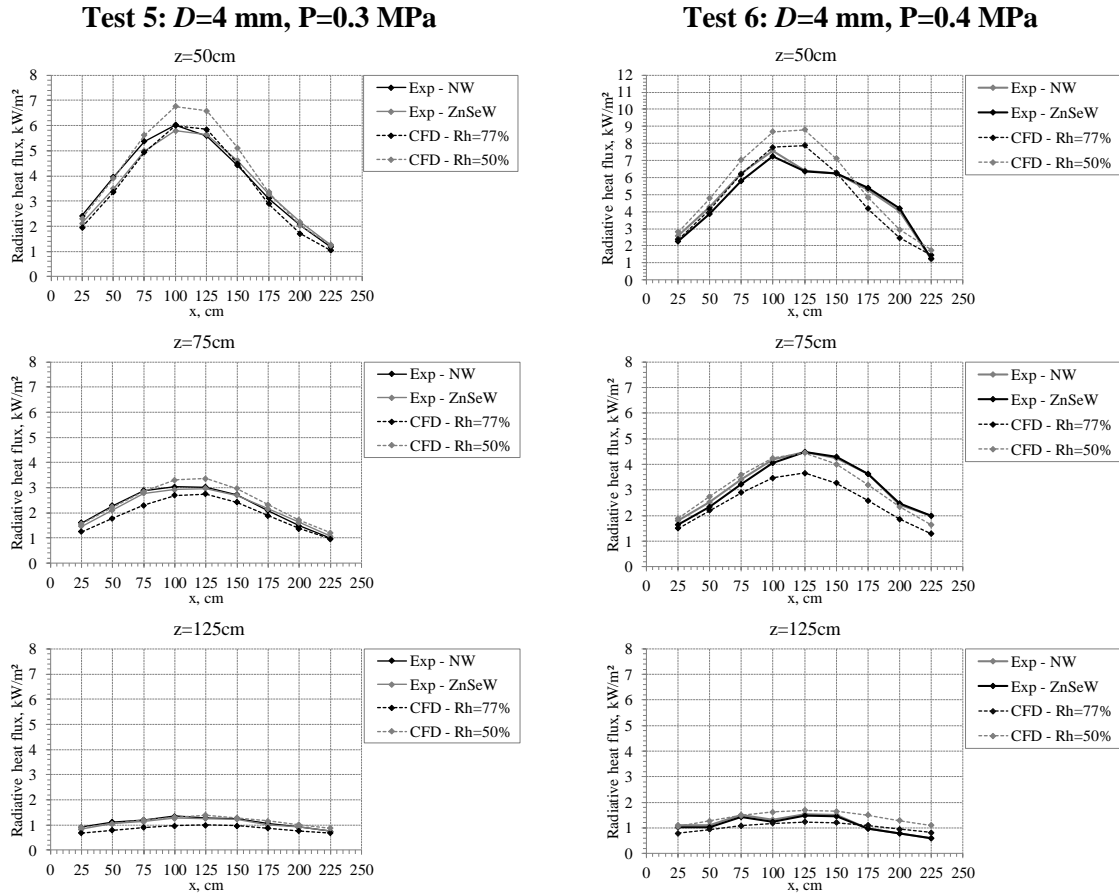 Test 5: D=4 mm, P=0.3 MPa
z=50cm
Radiative heat flux, kW/m²
8
7
6
5
4
3
2
1
0
0 25 50 75 100 125 150 175 200 225 250
x, cm
Exp - NW
Exp - ZnSeW
CFD - Rh=77%
CFD - Rh=50%
z=75cm
Radiative heat flux, kW/m²
8
7
6
5
4
3
2
1
0
0 25 50 75 100 125 150 175 200 225 250
x, cm
Exp - NW
Exp - ZnSeW
CFD - Rh=77%
CFD - Rh=50%
z=125cm
Radiative heat flux, kW/m²
8
7
6
5
4
3
2
1
0
0 25 50 75 100 125 150 175 200 225 250
x, cm
Exp - NW
Exp - ZnSeW
CFD - Rh=77%
CFD - Rh=50%
Test 6: D=4 mm, P=0.4 MPa
z=50cm
Radiative heat flux, kW/m²
12
11
10
9
8
7
6
5
4
3
2
1
0
0 25 50 75 100 125 150 175 200 225 250
x, cm
Exp - NW
Exp - ZnSeW
CFD - Rh=77%
CFD - Rh=50%
z=75cm
Radiative heat flux, kW/m²
8
7
6
5
4
3
2
1
0
0 25 50 75 100 125 150 175 200 225 250
x, cm
Exp - NW
Exp - ZnSeW
CFD - Rh=77%
CFD - Rh=50%
z=125cm
Radiative heat flux, kW/m²
8
7
6
5
4
3
2
1
0
0 25 50 75 100 125 150 175 200 225 250
x, cm
Exp - NW
Exp - ZnSeW
CFD - Rh=77%
CFD - Rh=50%